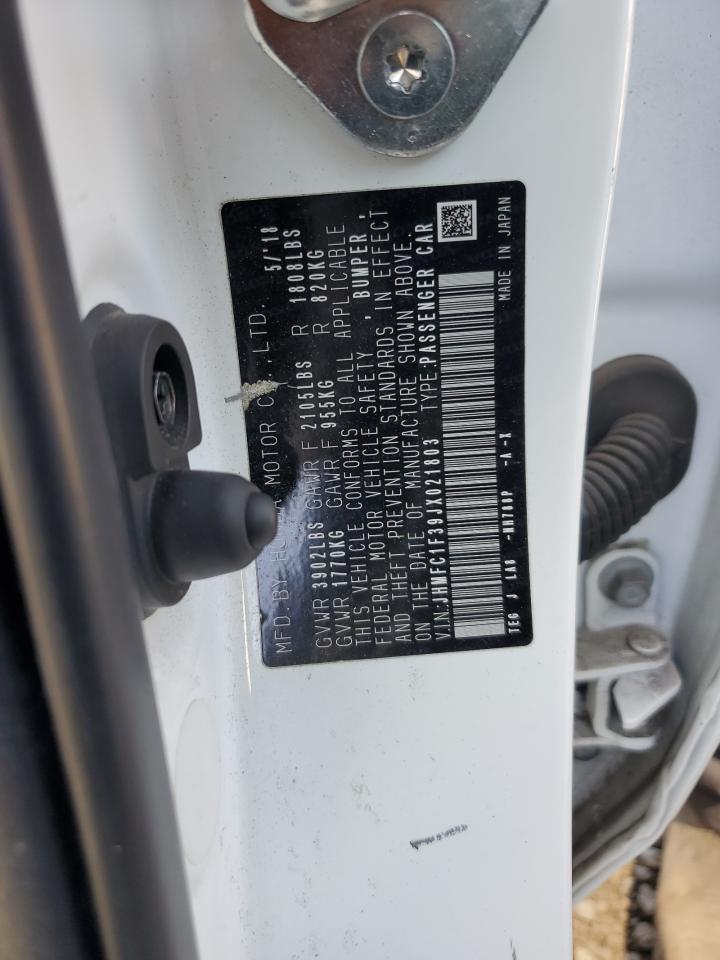 MFD. BY MOTOR C ., LTD. 5/'18
GVWR 3902LBS GAWR F 2105LBS R 1808LBS
GVWR 1770KG GAWR F 955KG R 820KG
THIS VEHICLE CONFORMS TO ALL APPLICABLE
FEDERAL MOTOR VEHICLE SAFETY , BUMPER ,
AND THEFT PREVENTION STANDARDS IN EFFECT
ON THE DATE OF MANUFACTURE SHOWN ABOVE.
V.I.N:JHMFC1F39JX021803 TYPE:PASSENGER CAR
TEG J LA0 -NH788P -A-X MADE IN JAPAN